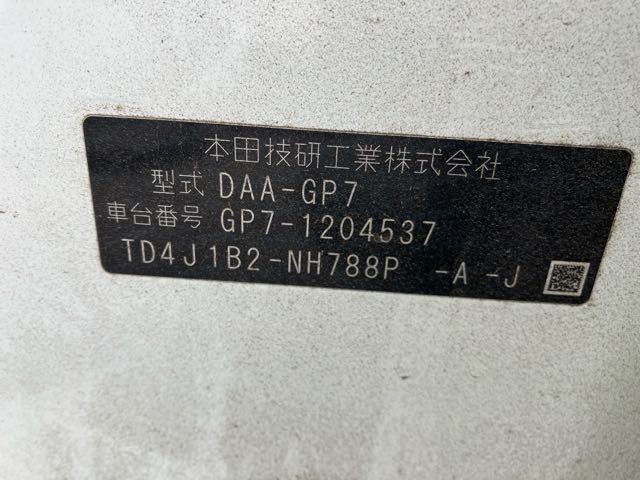 本田技研工業株式会社
型式 DAA-GP7
車台番号 GP7-1204537
TD4J1B2-NH788P -A -J